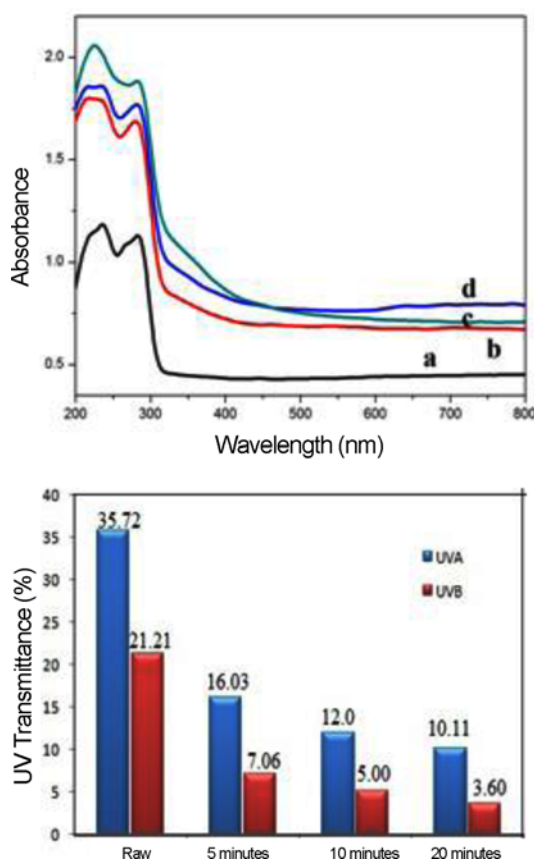 2.0
1.5
Absorbance
1.0
d
c
a b
0.5
200 300 400 500 600 700 800
Wavelength (nm)
40
35.72
35
UVA
30
UVB
UV Transmittance (%)
25
21.21
20
16.03
15
12.0
10.11
10
7.06
5.00
5
3.60
0
Raw 5 minutes 10 minutes 20 minutes